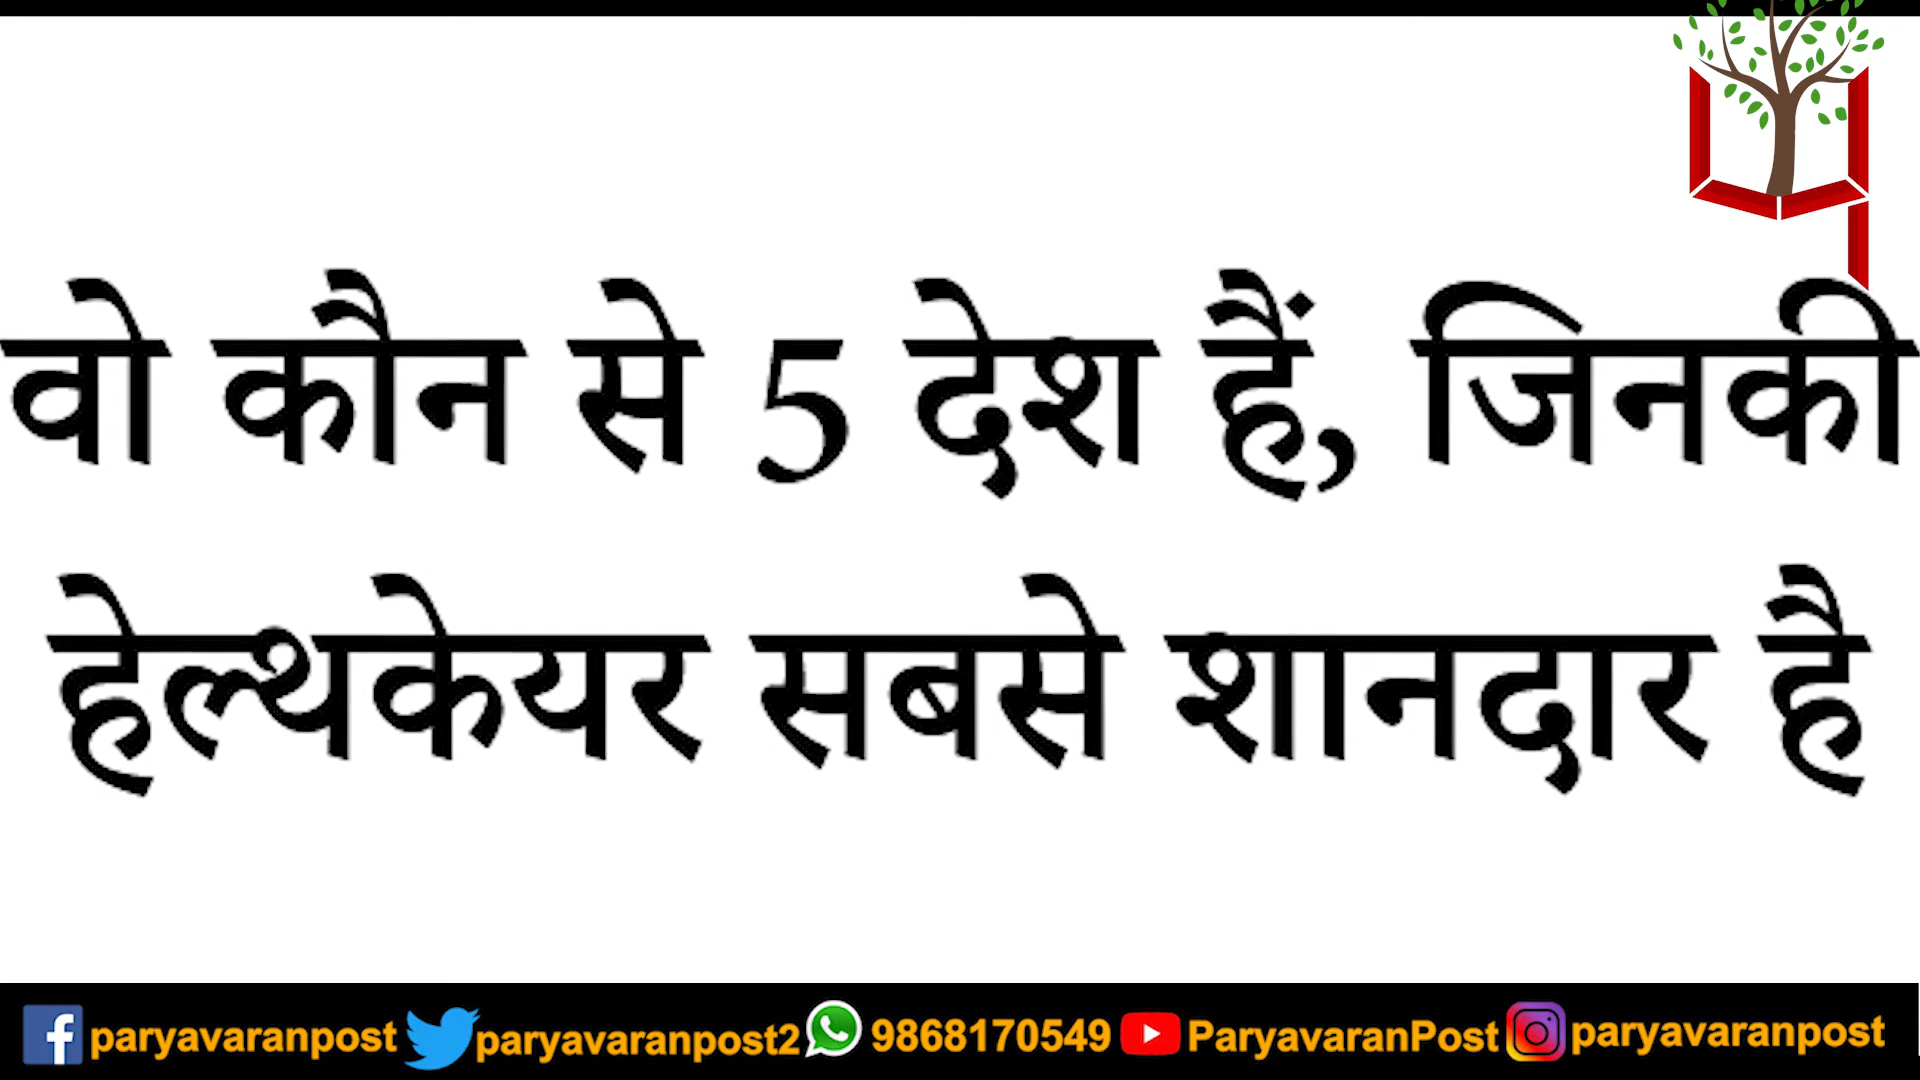 वो कौन से 5 देश हैं, जिनकी
हेल्थकेयर सबसे शानदार है
paryavaranpost paryavaranpost2 9868170549 ParyavaranPost paryavaranpost